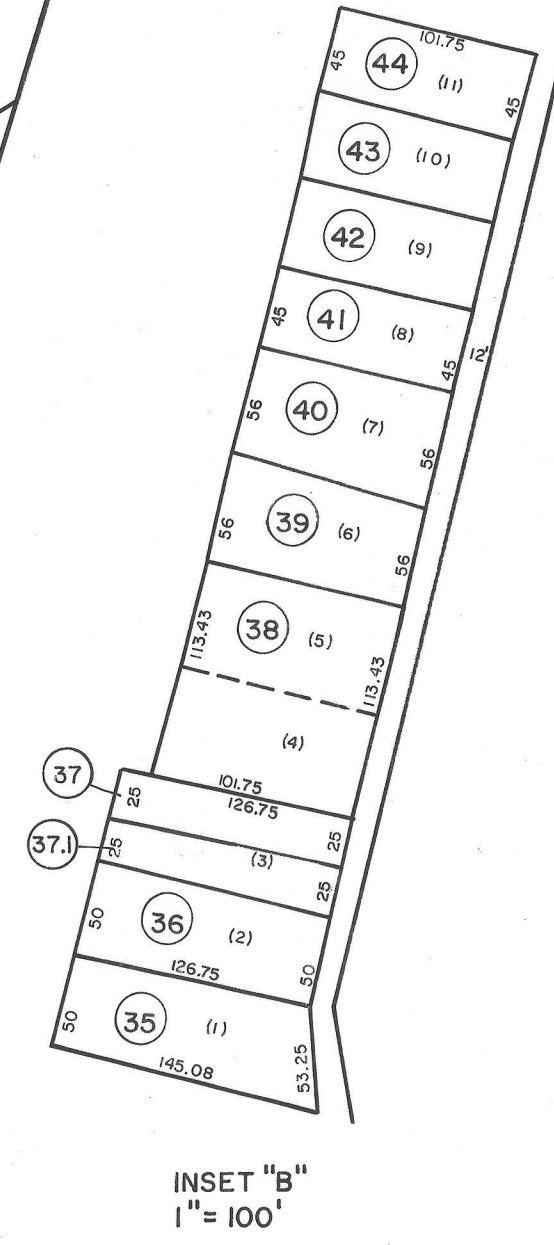 101.75
45 44 (11) 45
43 (10)
42 (9)
45 41 (8) 45
12'
56 40 (7) 56
56 39 (6) 56
113.43 38 (5) 113.43
(4)
101.75
37 25 126.75 25
37.1 25 (3) 25
50 36 (2) 50
126.75
50 35 (1) 53.25
145.08
INSET "B"
1" = 100'